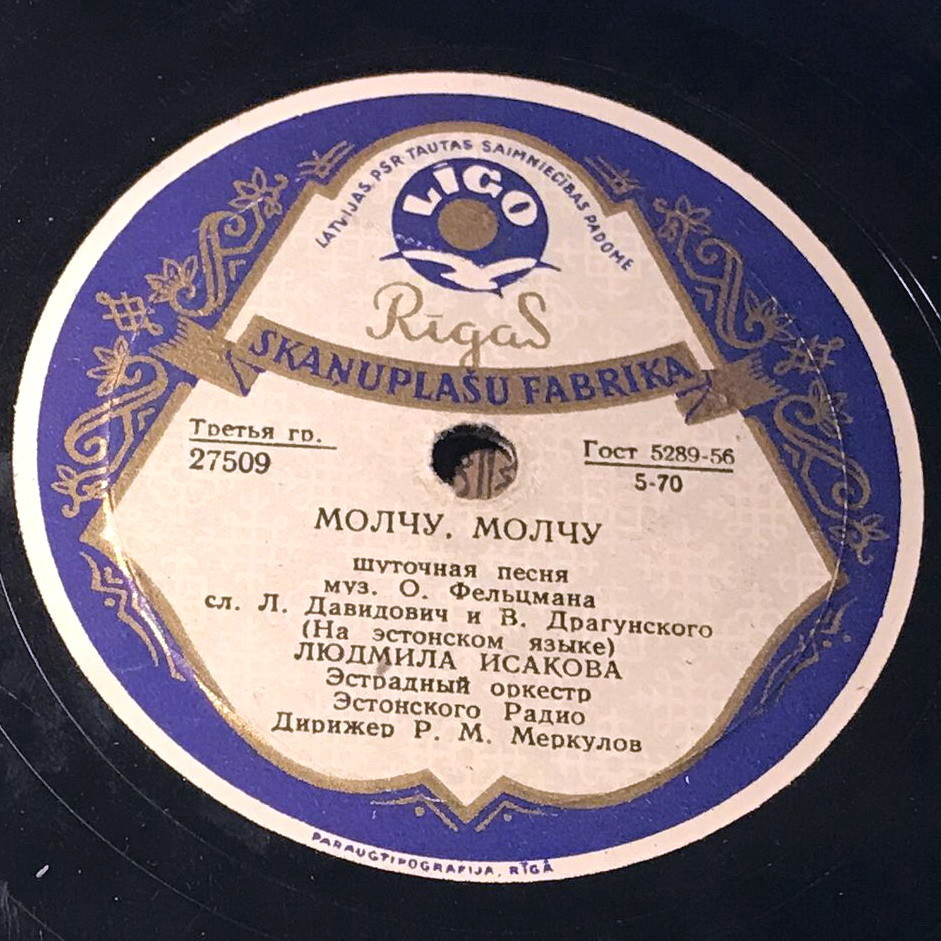 LATVIJAS PSR TAUTAS SAIMNIECĪBAS PADOME
LĪGO
Rīgas
SKAŅUPLAŠU FABRIKA
Третья гр.
27509
Гост 5289-56
5-70
МОЛЧУ, МОЛЧУ
шуточная песня
муз. О. Фельцмана
сл. Л. Давидович и В. Драгунского
(На эстонском языке)
ЛЮДМИЛА ИСАКОВА
Эстрадный оркестр
Эстонского Радио
Дирижер Р. М. Меркулов
PARAUGTIPOGRAFIJA, RĪGĀ